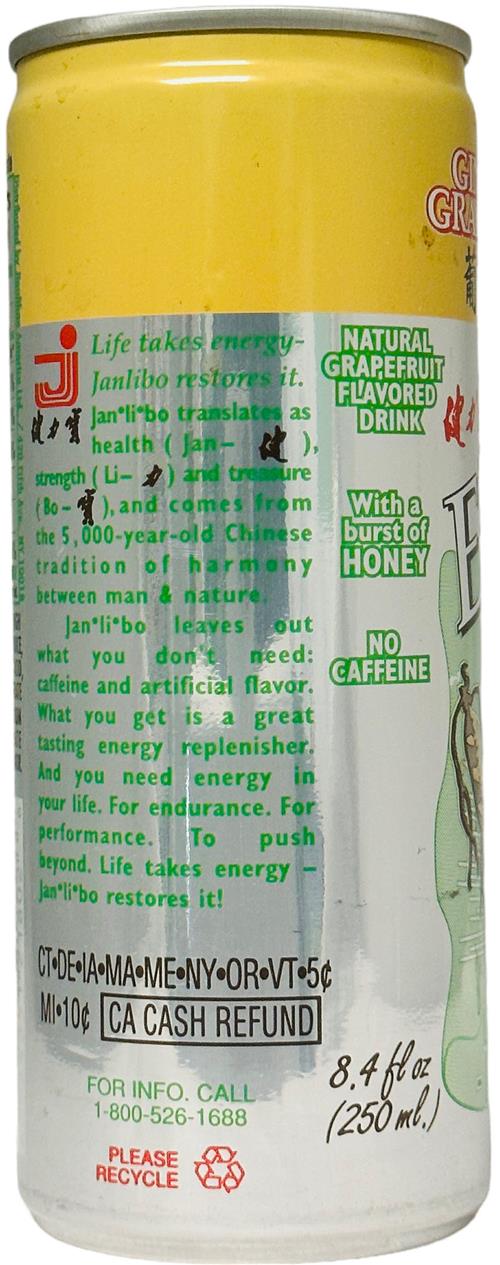 Life takes energy-
Janlibo restores it.
健力寶
Jan•li•bo translates as
health ( Jan- 健 ),
strength ( Li- 力 ) and treasure
( Bo - 寶 ), and comes from
the 5,000-year-old Chinese
tradition of harmony
between man & nature.
Jan•li•bo leaves out
what you don't need:
caffeine and artificial flavor.
What you get is a great
tasting energy replenisher.
And you need energy in
your life. For endurance. For
performance. To push
beyond. Life takes energy –
Jan•li•bo restores it!
CT•DE•IA•MA•ME•NY•OR•VT•5¢
MI•10¢ CA CASH REFUND
FOR INFO. CALL
1-800-526-1688
PLEASE
RECYCLE
NATURAL
GRAPEFRUIT
FLAVORED
DRINK
With a
burst of
HONEY
NO
CAFFEINE
8.4 fl oz
(250 ml.)
健